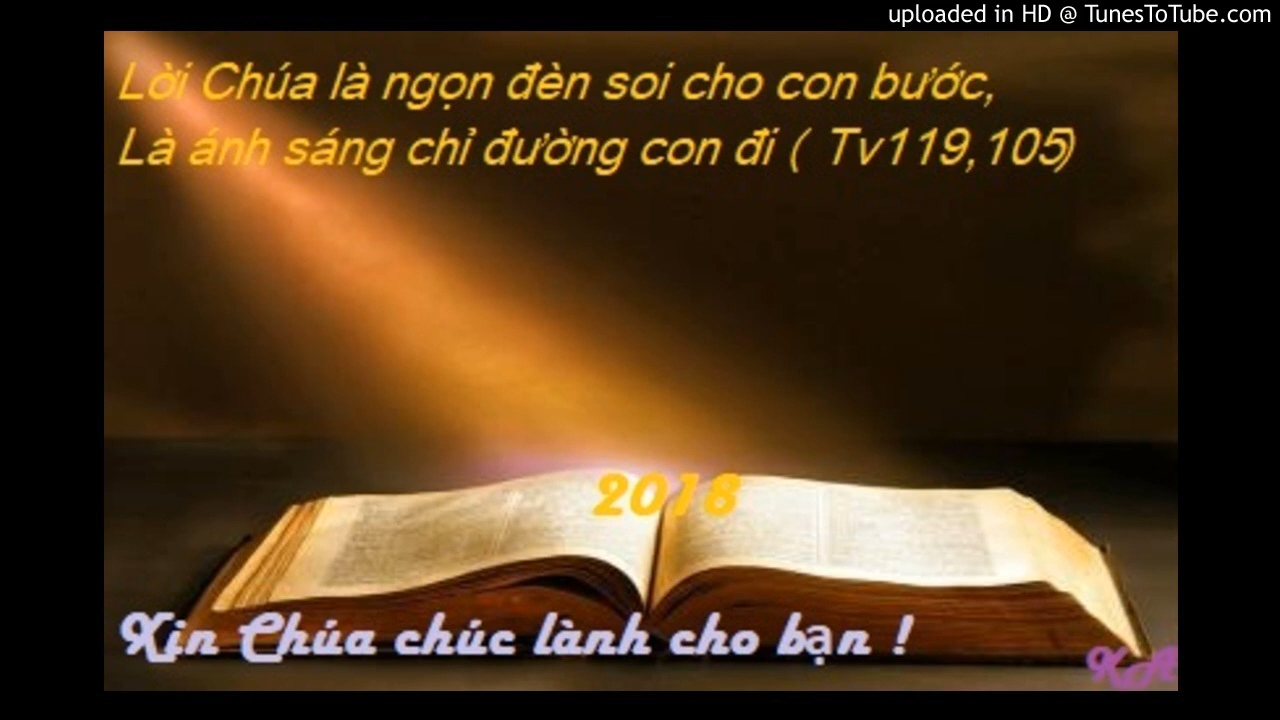 uploaded in HD @ TunesToTube.com
Lời Chúa là ngọn đèn soi cho con bước,
Là ánh sáng chỉ đường con đi ( Tv119,105)
2018
Xin Chúa chúc lành cho bạn !
KA